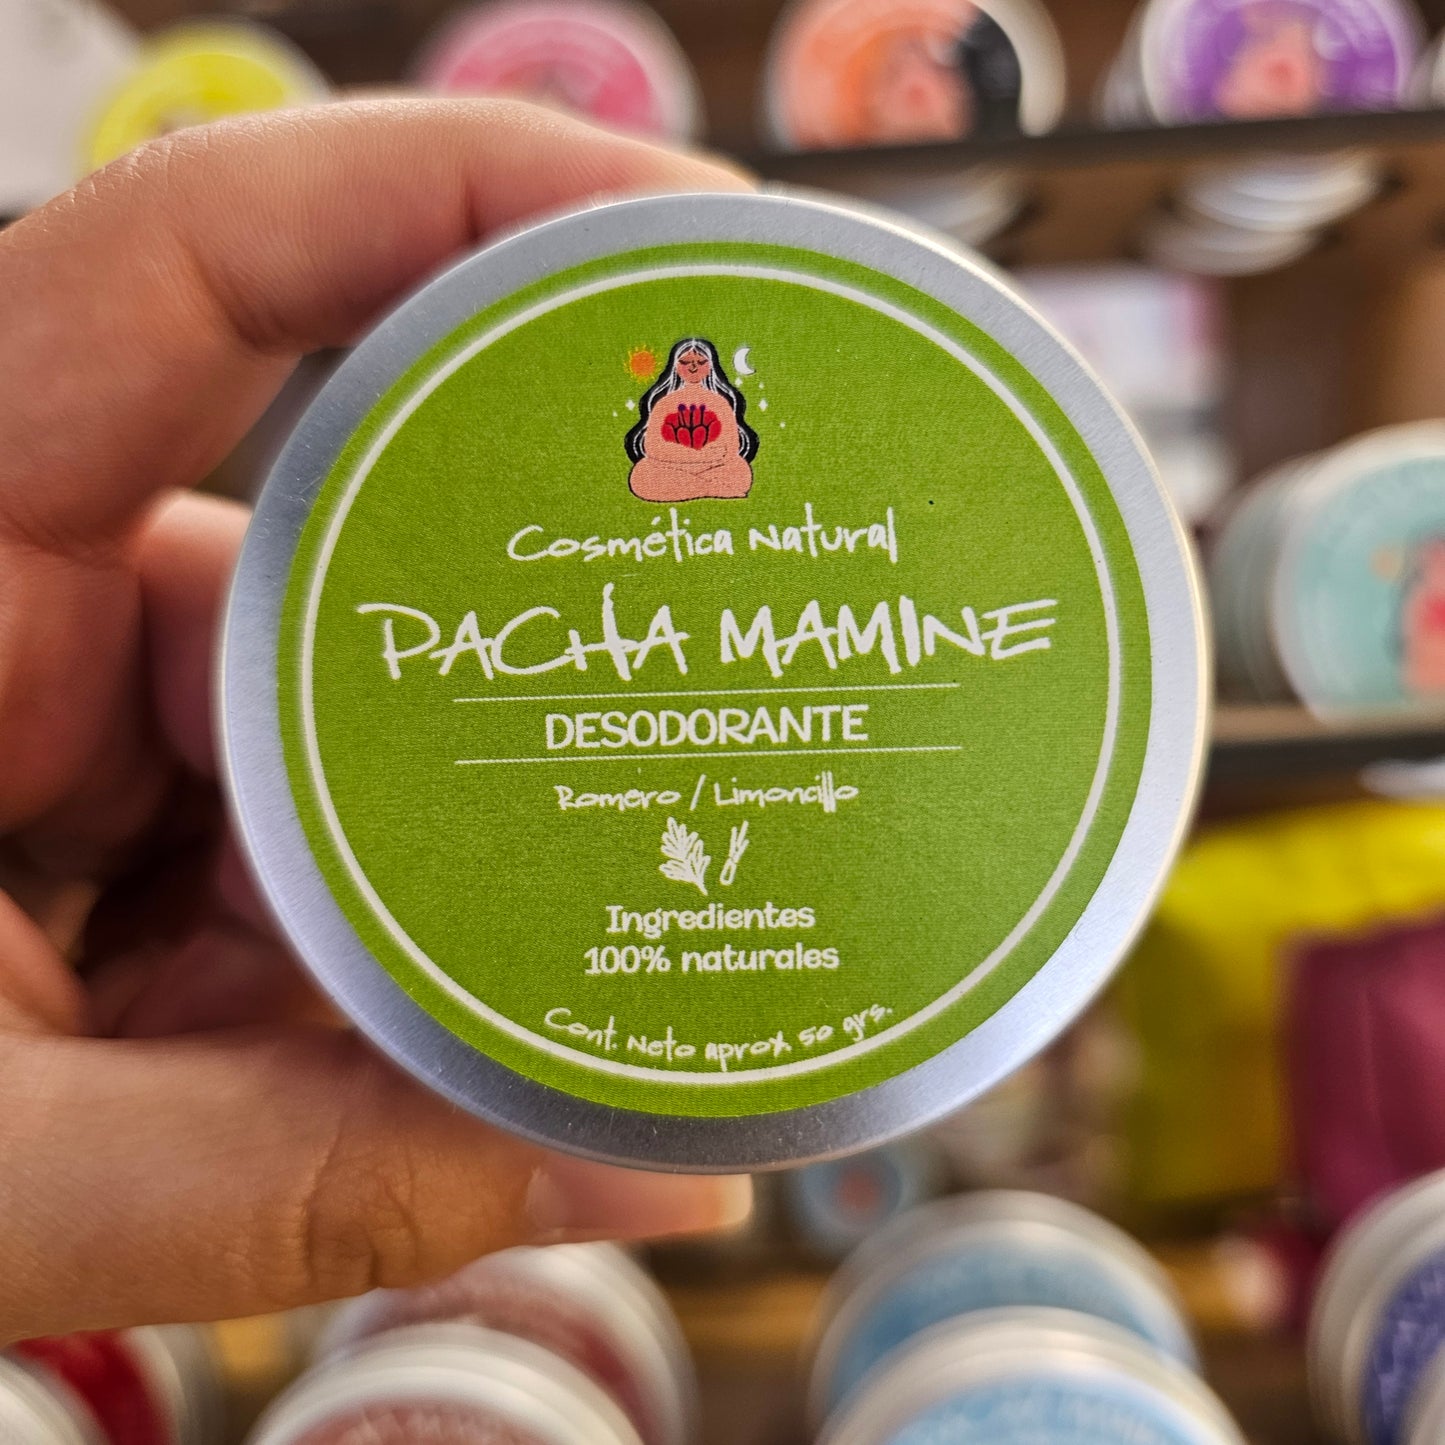 Cosmética Natural
PACHA MAMINE
DESODORANTE
Romero / Limoncillo
Ingredientes
100% naturales
Cont. Neto aprox 50 grs.